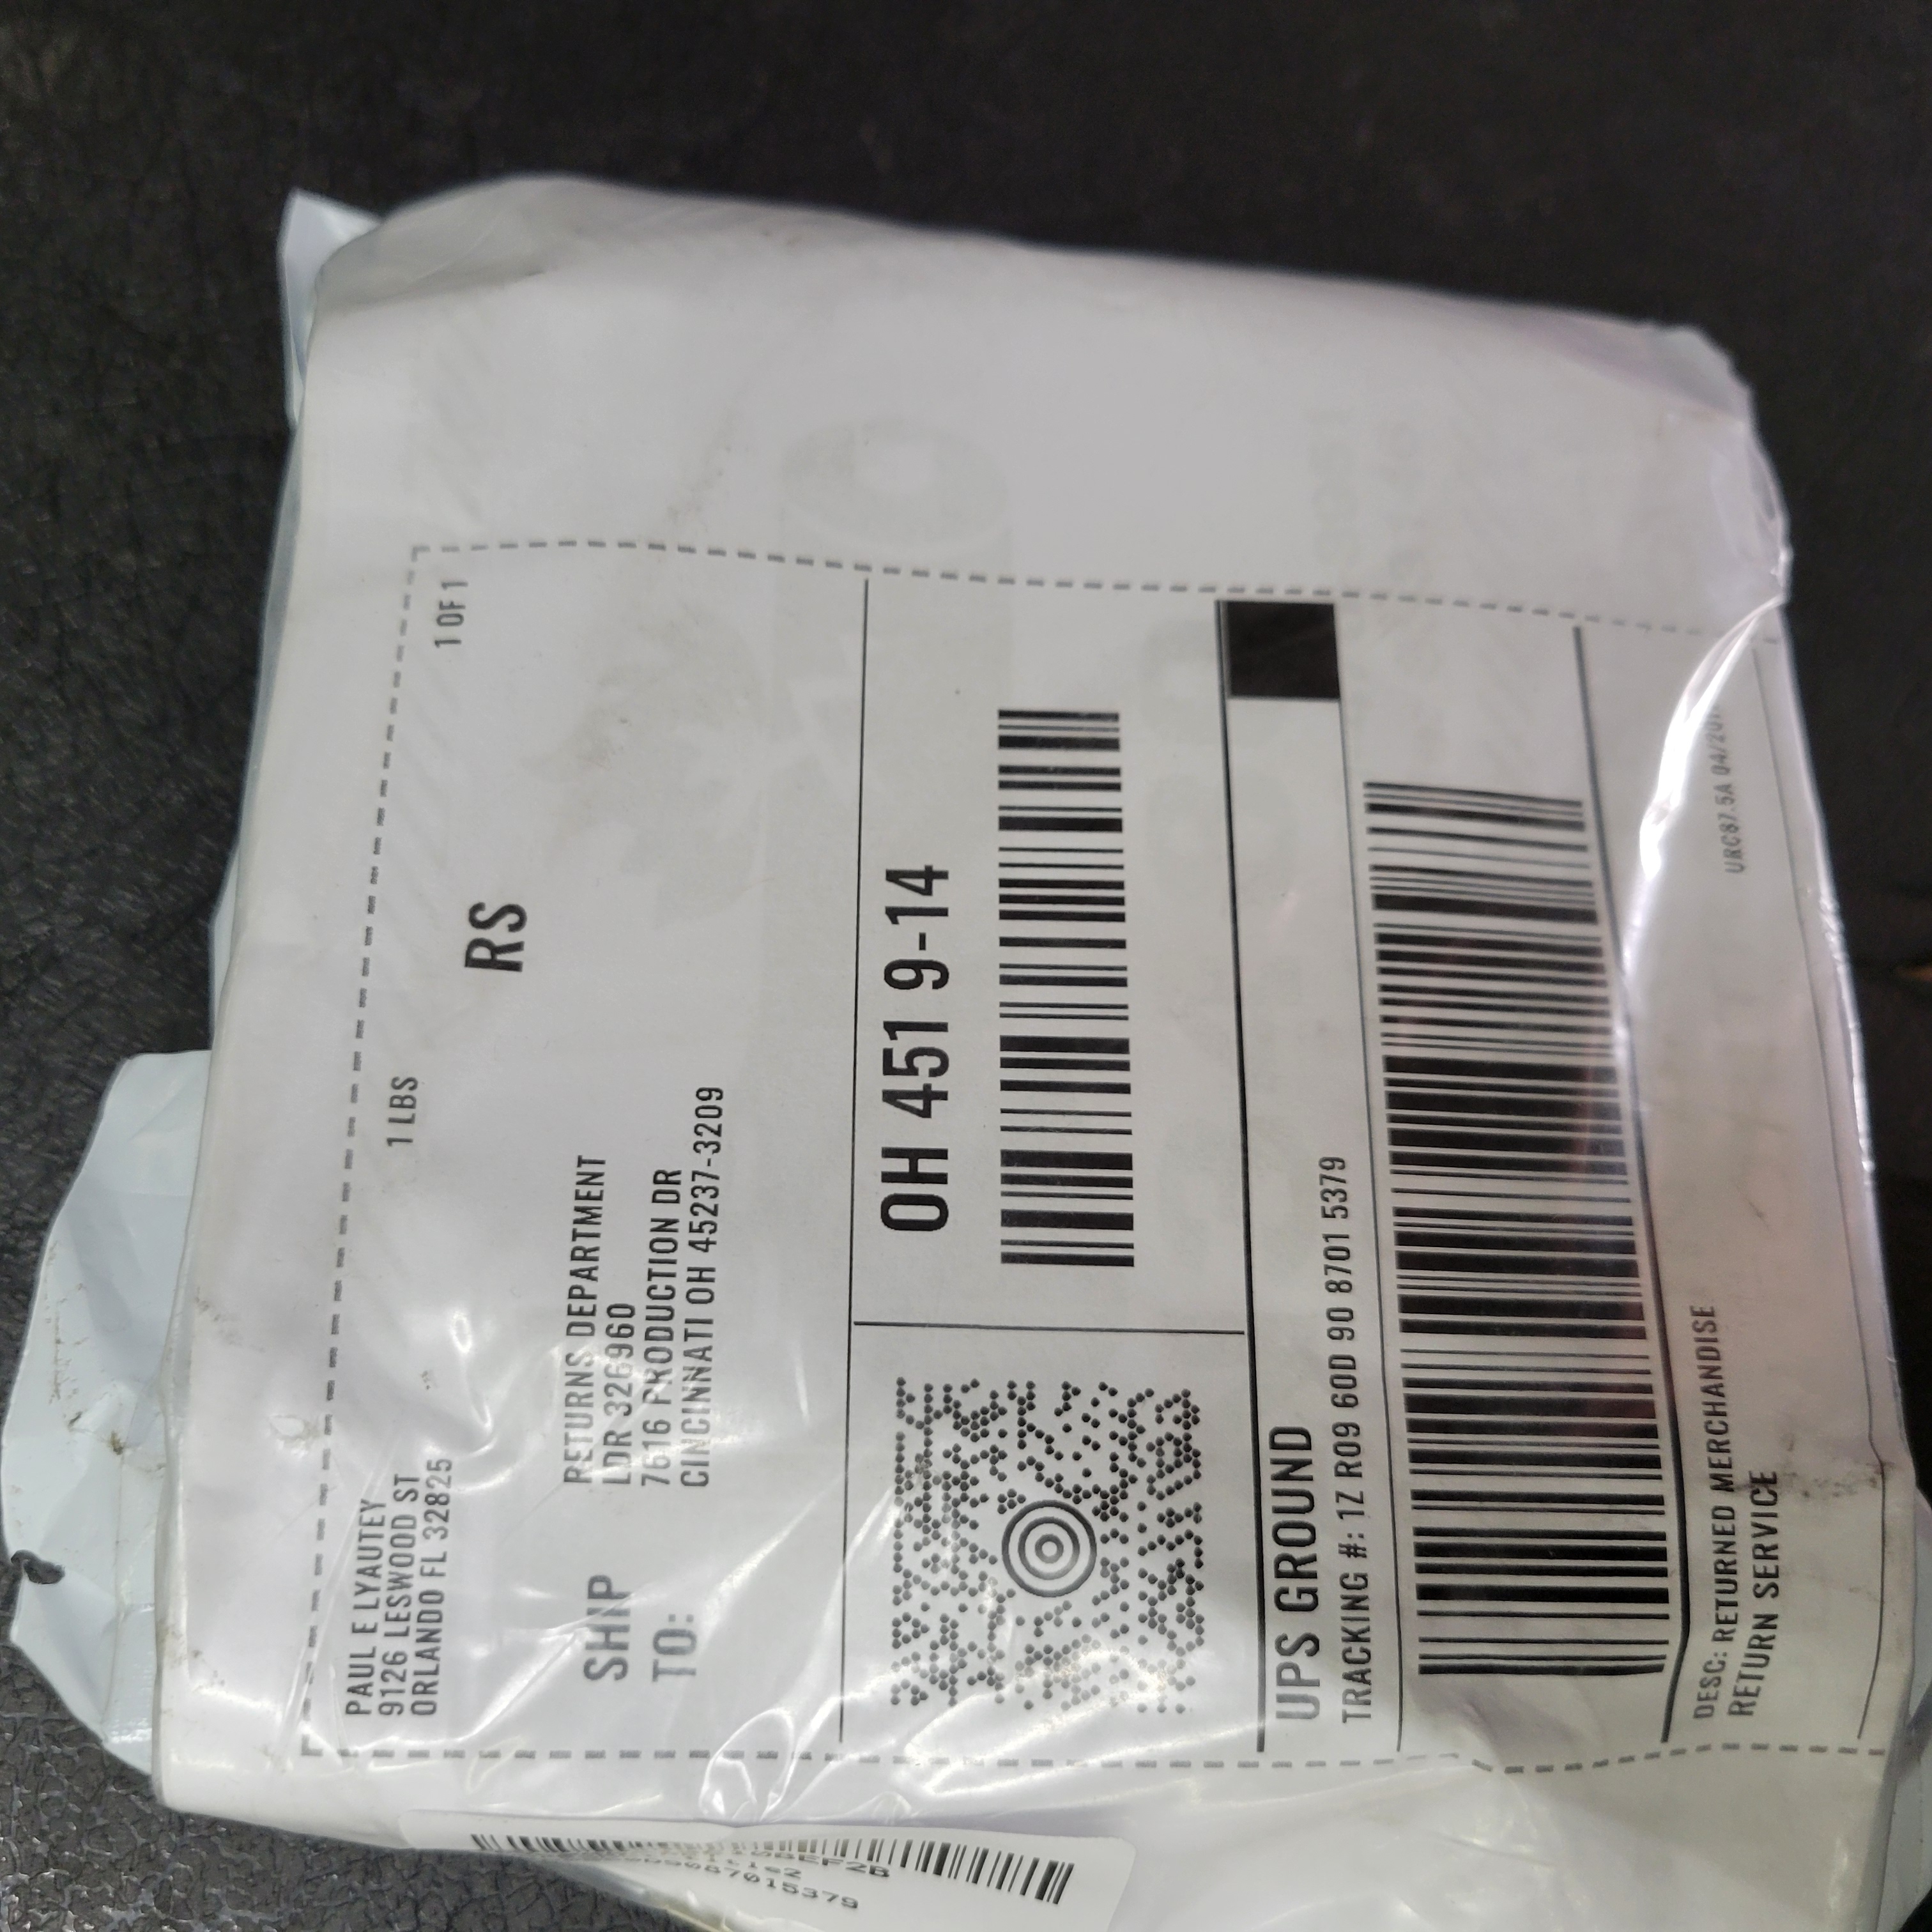 1 LBS
1 OF 1
PAUL E LYAUTEY
9126 LESWOOD ST
ORLANDO FL 32825
RS
SHIP
TO:
RETURNS DEPARTMENT
LDR 326960
7616 PRODUCTION DR
CINCINNATI OH 45237-3209
OH 451 9-14
UPS GROUND
TRACKING #: 1Z R09 60D 90 8701 5379
DESC: RETURNED MERCHANDISE
RETURN SERVICE